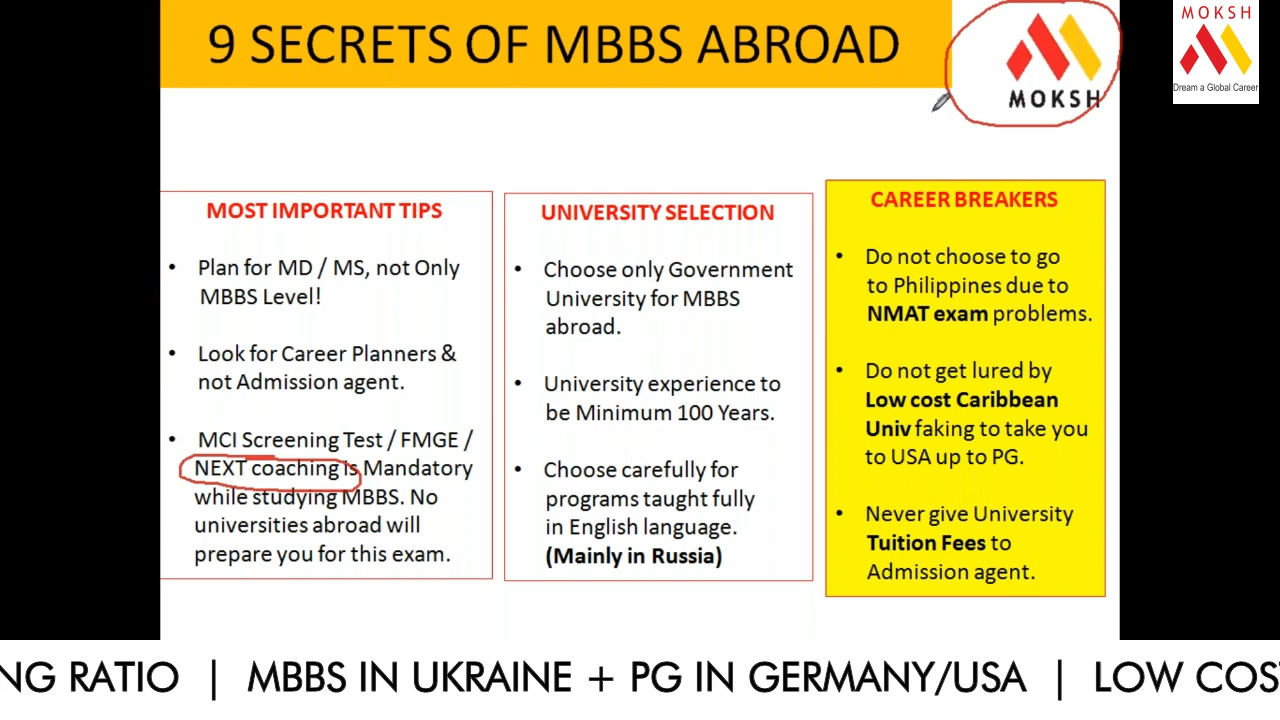 9 SECRETS OF MBBS ABROAD
MOKSH
MOKSH
Dream a Global Career
MOST IMPORTANT TIPS
• Plan for MD / MS, not Only
MBBS Level!
• Look for Career Planners &
not Admission agent.
• MCI Screening Test / FMGE /
NEXT coaching is Mandatory
while studying MBBS. No
universities abroad will
prepare you for this exam.
UNIVERSITY SELECTION
• Choose only Government
University for MBBS
abroad.
• University experience to
be Minimum 100 Years.
• Choose carefully for
programs taught fully
in English language.
(Mainly in Russia)
CAREER BREAKERS
• Do not choose to go
to Philippines due to
NMAT exam problems.
• Do not get lured by
Low cost Caribbean
Univ faking to take you
to USA up to PG.
• Never give University
Tuition Fees to
Admission agent.
NG RATIO | MBBS IN UKRAINE + PG IN GERMANY/USA | LOW COS